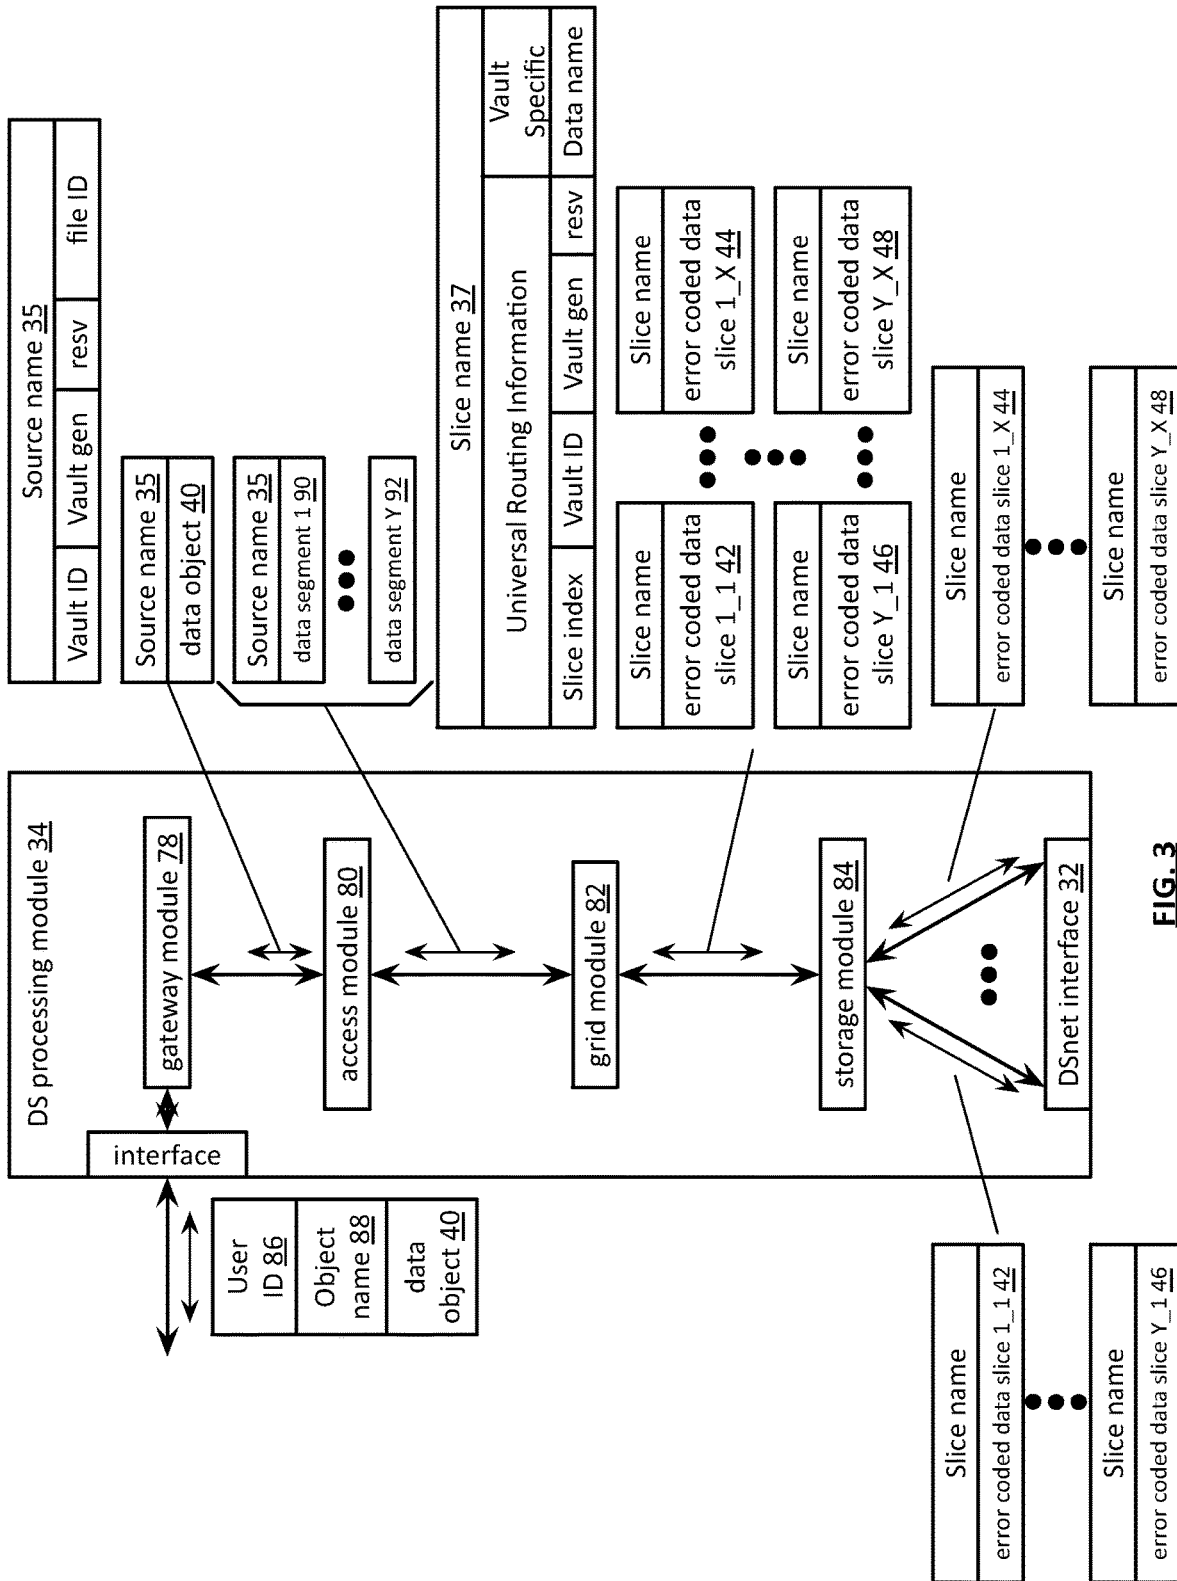 DS processing module 34
interface
gateway module 78
access module 80
grid module 82
storage module 84
DSnet interface 32
User
ID 86
Object
name 88
data
object 40
Source name 35
Vault ID
Vault gen
resv
file ID
Source name 35
data object 40
Source name 35
data segment 1 90
data segment Y 92
Slice name 37
Universal Routing Information
Vault
Specific
Slice index
Vault ID
Vault gen
resv
Data name
Slice name
error coded data
slice 1_1 42
Slice name
error coded data
slice 1_X 44
Slice name
error coded data
slice Y_1 46
Slice name
error coded data
slice Y_X 48
Slice name
error coded data slice 1_1 42
Slice name
error coded data slice Y_1 46
Slice name
error coded data slice 1_X 44
Slice name
error coded data slice Y_X 48
FIG. 3